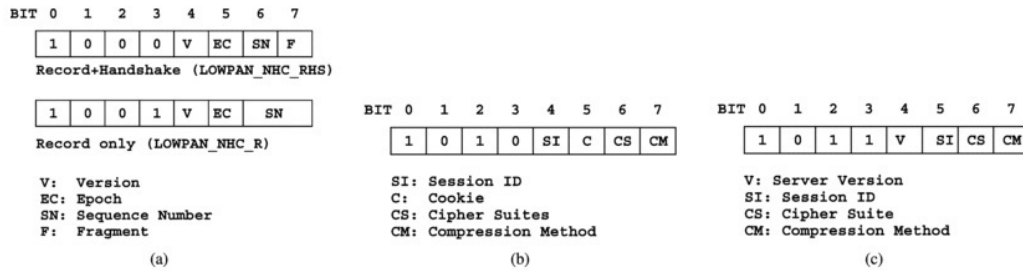 BIT 0 1 2 3 4 5 6 7
1 0 0 0 V EC SN F
Record+Handshake (LOWPAN_NHC_RHS)
1 0 0 1 V EC SN
Record only (LOWPAN_NHC_R)
V: Version
EC: Epoch
SN: Sequence Number
F: Fragment
(a)
BIT 0 1 2 3 4 5 6 7
1 0 1 0 SI C CS CM
SI: Session ID
C: Cookie
CS: Cipher Suites
CM: Compression Method
(b)
BIT 0 1 2 3 4 5 6 7
1 0 1 1 V SI CS CM
V: Server Version
SI: Session ID
CS: Cipher Suite
CM: Compression Method
(c)